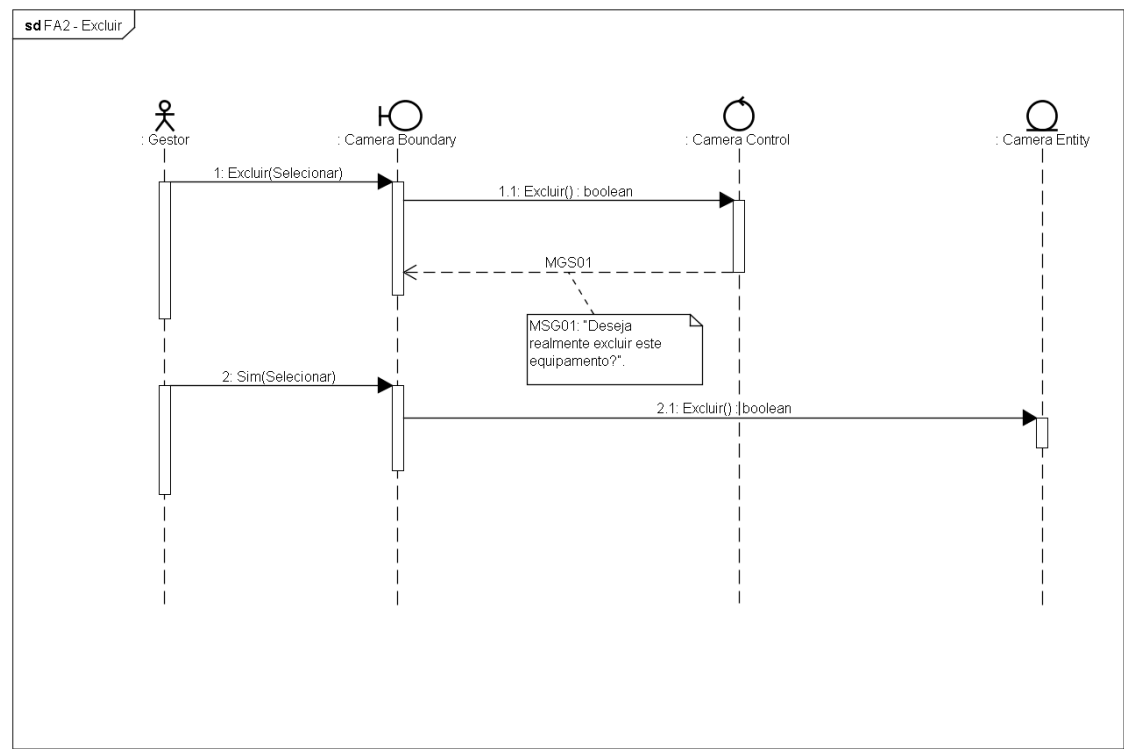 sd FA2 - Excluir
: Gestor
: Camera Boundary
: Camera Control
: Camera Entity
1: Excluir(Selecionar)
1.1: Excluir() : boolean
MGS01
MSG01: "Deseja
realmente excluir este
equipamento?".
2: Sim(Selecionar)
2.1: Excluir() : boolean